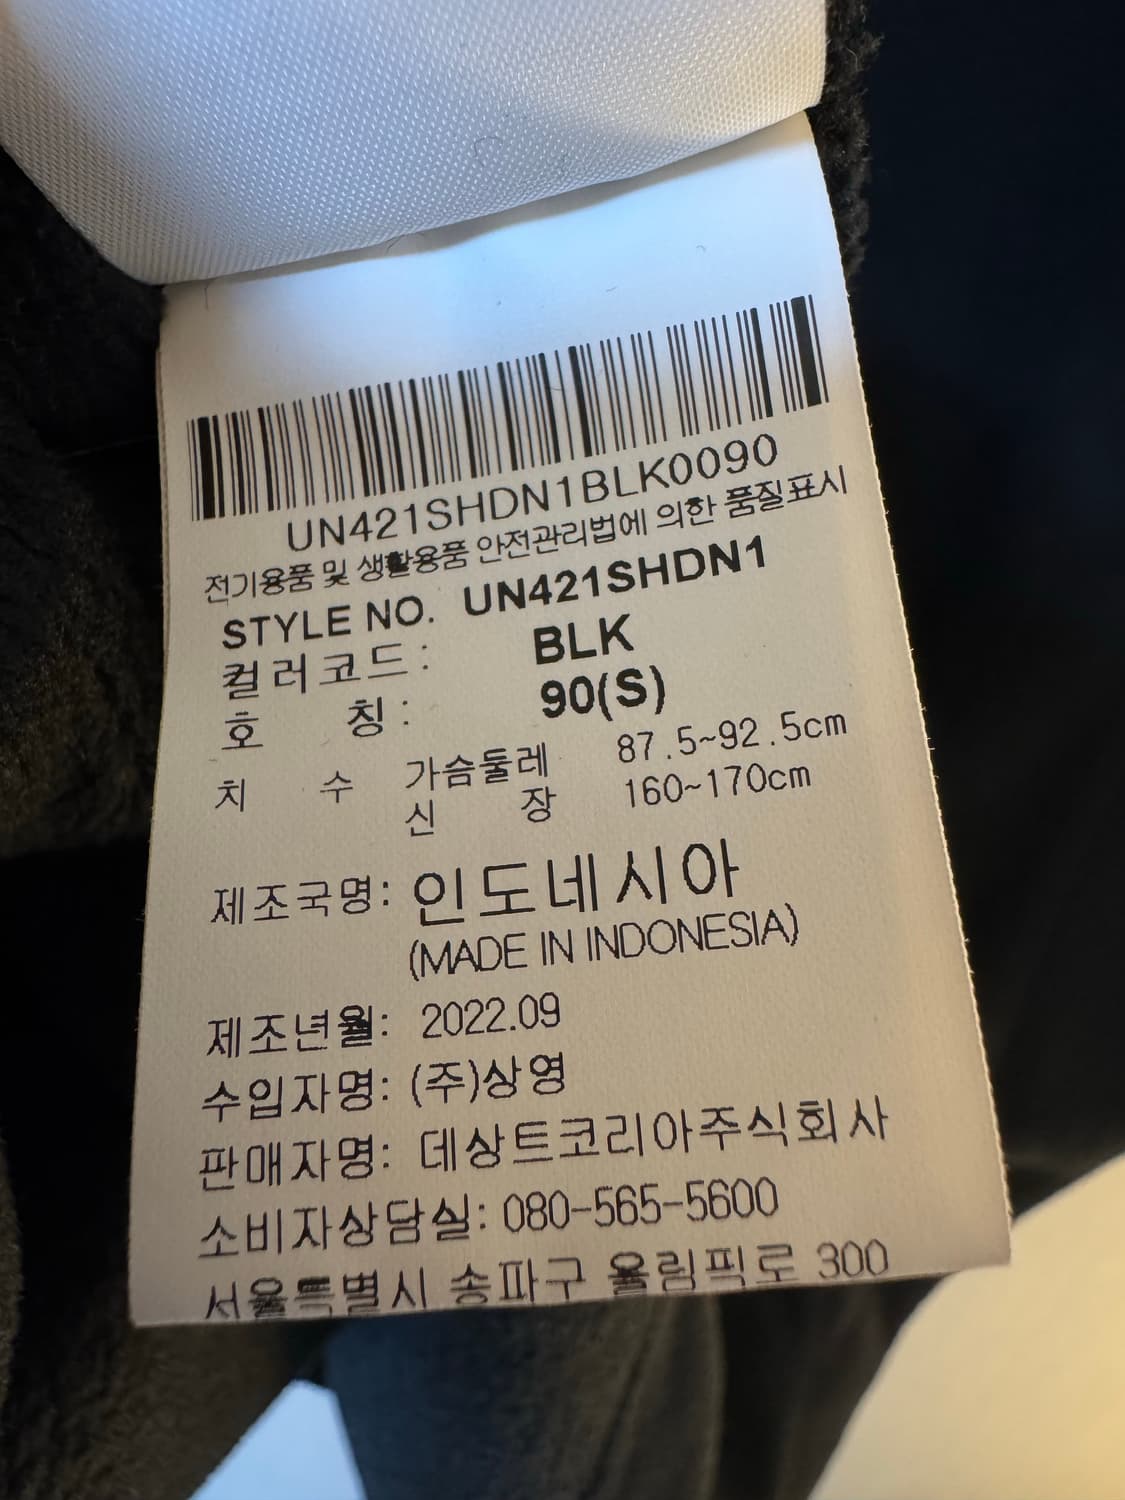 UN421SHDN1BLK0090
전기용품 및 생활용품 안전관리법에 의한 품질표시
STYLE NO. UN421SHDN1
컬러코드: BLK
호 칭: 90(S)
치 수 가슴둘레 87.5~92.5cm
신 장 160~170cm
제조국명: 인도네시아
(MADE IN INDONESIA)
제조년월: 2022.09
수입자명: (주)상영
판매자명: 데상트코리아주식회사
소비자상담실: 080-565-5600
서울특별시 송파구 올림픽로 300